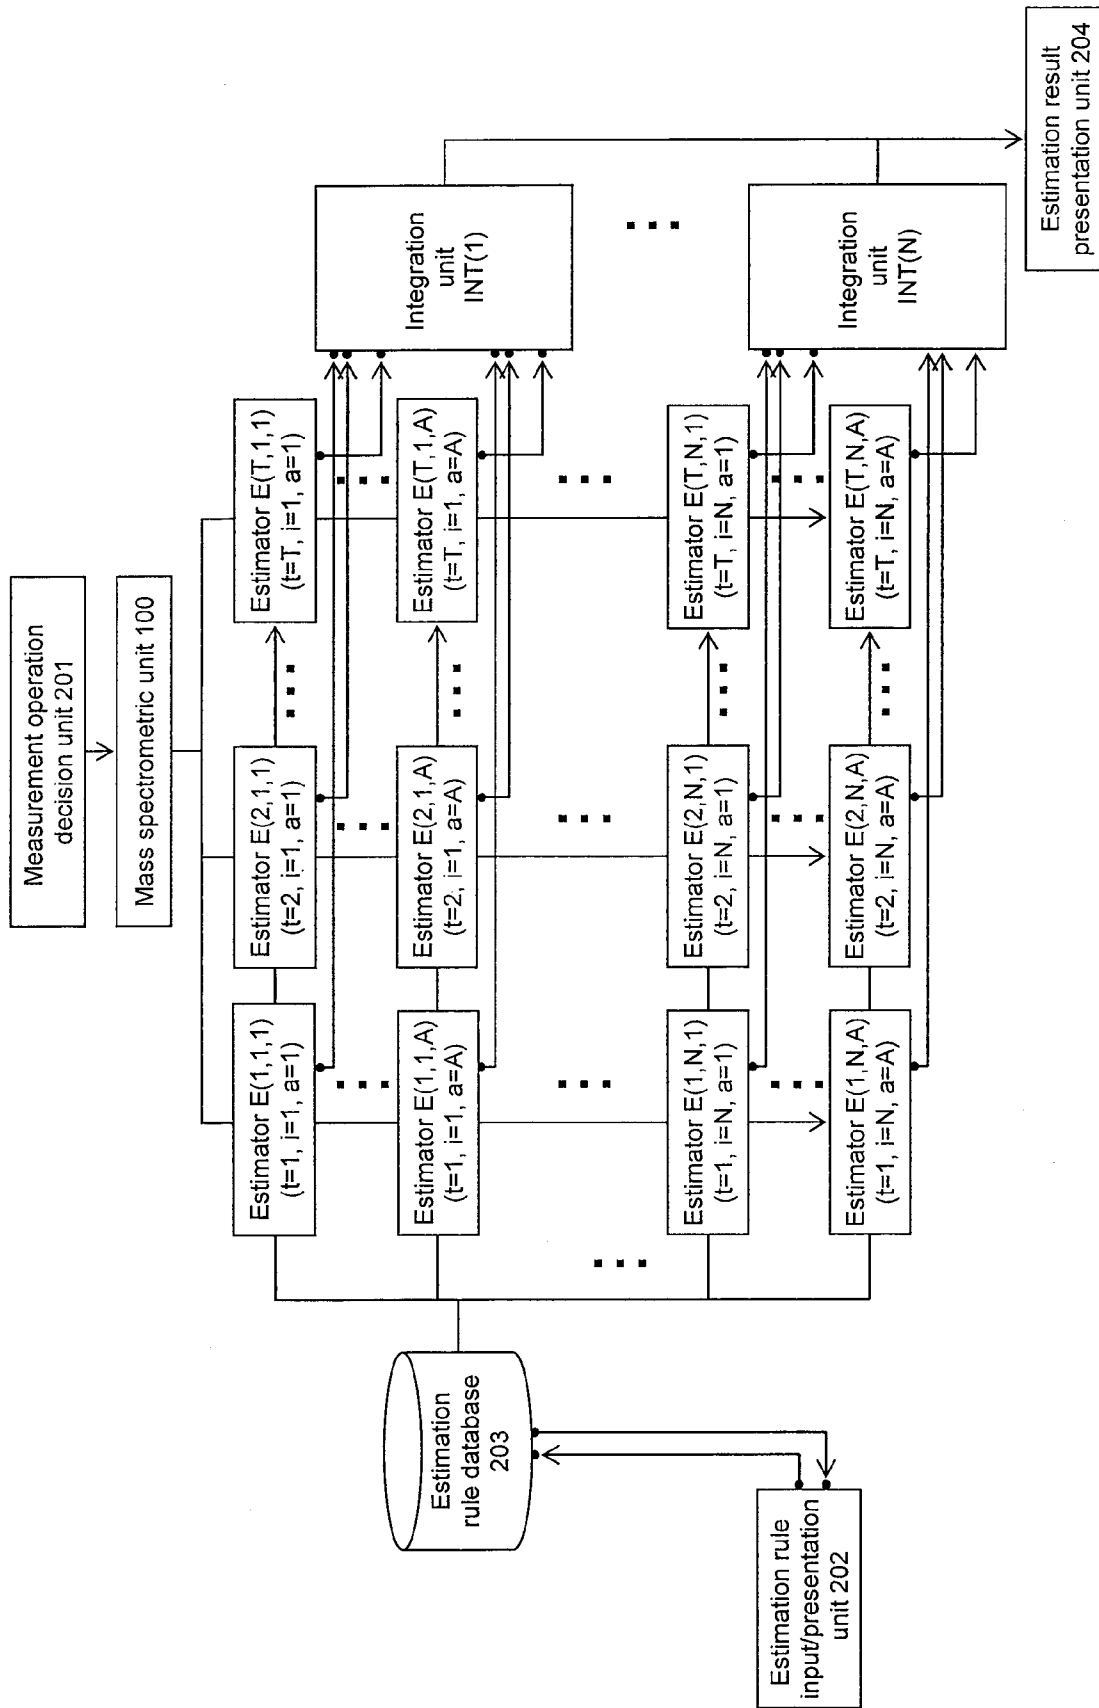 Measurement operation
decision unit 201
Mass spectrometric unit 100
Estimator E(1,1,1)
(t=1, i=1, a=1)
Estimator E(2,1,1)
(t=2, i=1, a=1)
Estimator E(T,1,1)
(t=T, i=1, a=1)
Estimator E(1,1,A)
(t=1, i=1, a=A)
Estimator E(2,1,A)
(t=2, i=1, a=A)
Estimator E(T,1,A)
(t=T, i=1, a=A)
Estimator E(1,N,1)
(t=1, i=N, a=1)
Estimator E(2,N,1)
(t=2, i=N, a=1)
Estimator E(T,N,1)
(t=T, i=N, a=1)
Estimator E(1,N,A)
(t=1, i=N, a=A)
Estimator E(2,N,A)
(t=2, i=N, a=A)
Estimator E(T,N,A)
(t=T, i=N, a=A)
Integration
unit
INT(1)
Integration
unit
INT(N)
Estimation
rule database
203
Estimation rule
input/presentation
unit 202
Estimation result
presentation unit 204